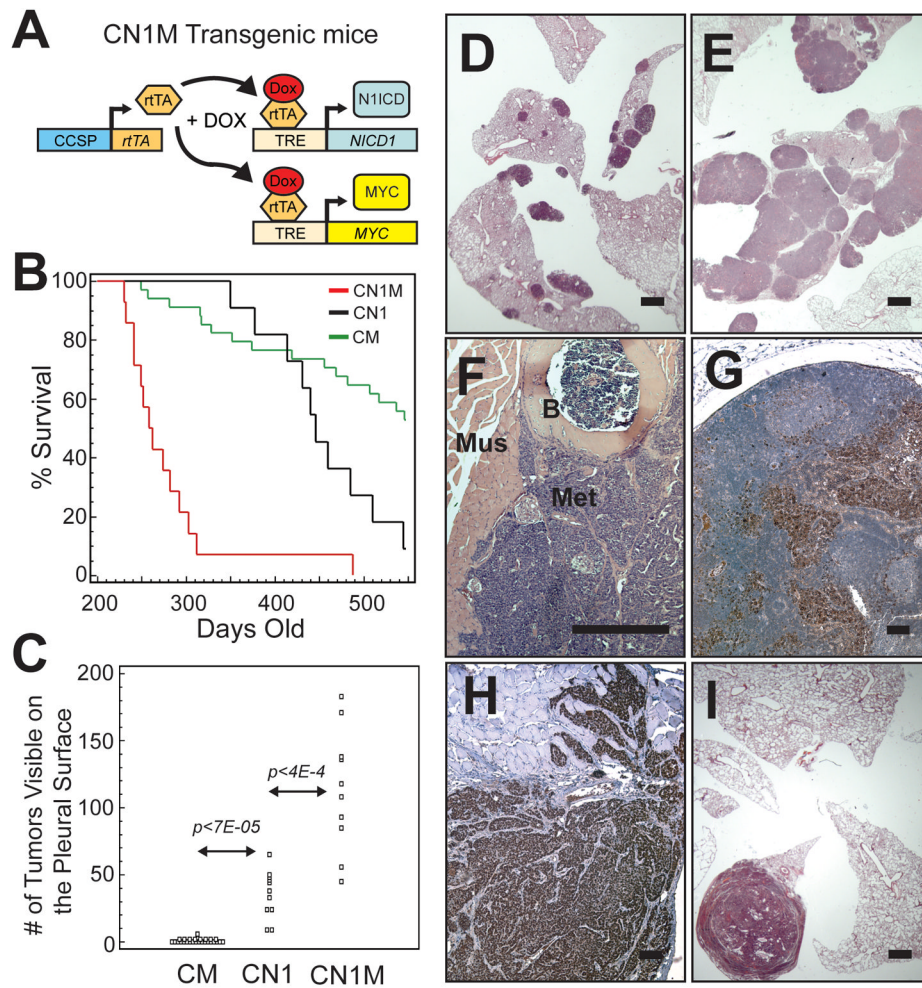 A
CN1M Transgenic mice
rtTA
+ DOX
CCSP
rtTA
Dox
rtTA
TRE
N1ICD
NICD1
Dox
rtTA
TRE
MYC
MYC
B
% Survival
100
80
60
40
20
0
200
300
400
500
Days Old
CN1M
CN1
CM
C
# of Tumors Visible on
the Pleural Surface
200
150
100
50
0
p<7E-05
p<4E-4
CM
CN1
CN1M
D
E
F
B
Mus
Met
G
H
I